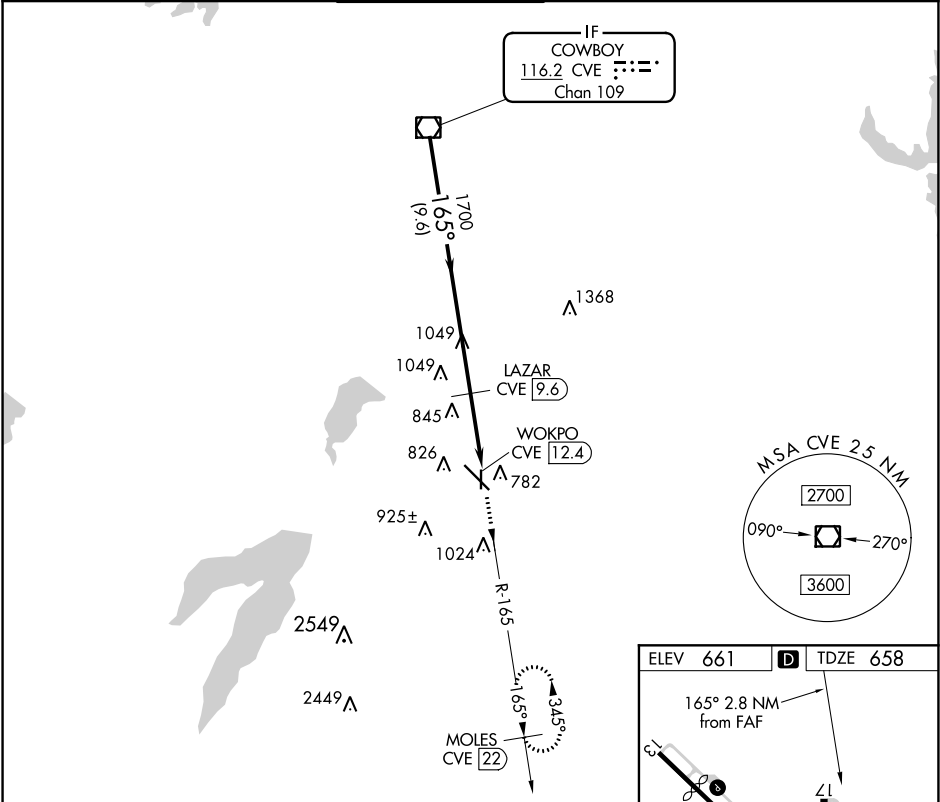 IF
COWBOY
116.2 CVE
Chan 109
1700
165°
(9.6)
1368
1049
1049
LAZAR
CVE 9.6
845
WOKPO
CVE 12.4
826
782
925±
1024
MSA CVE 25 NM
2700
090°
270°
3600
R-165
2549
165°
345°
2449
MOLES
CVE 22
ELEV 661 D TDZE 658
165° 2.8 NM
from FAF
13
P
17